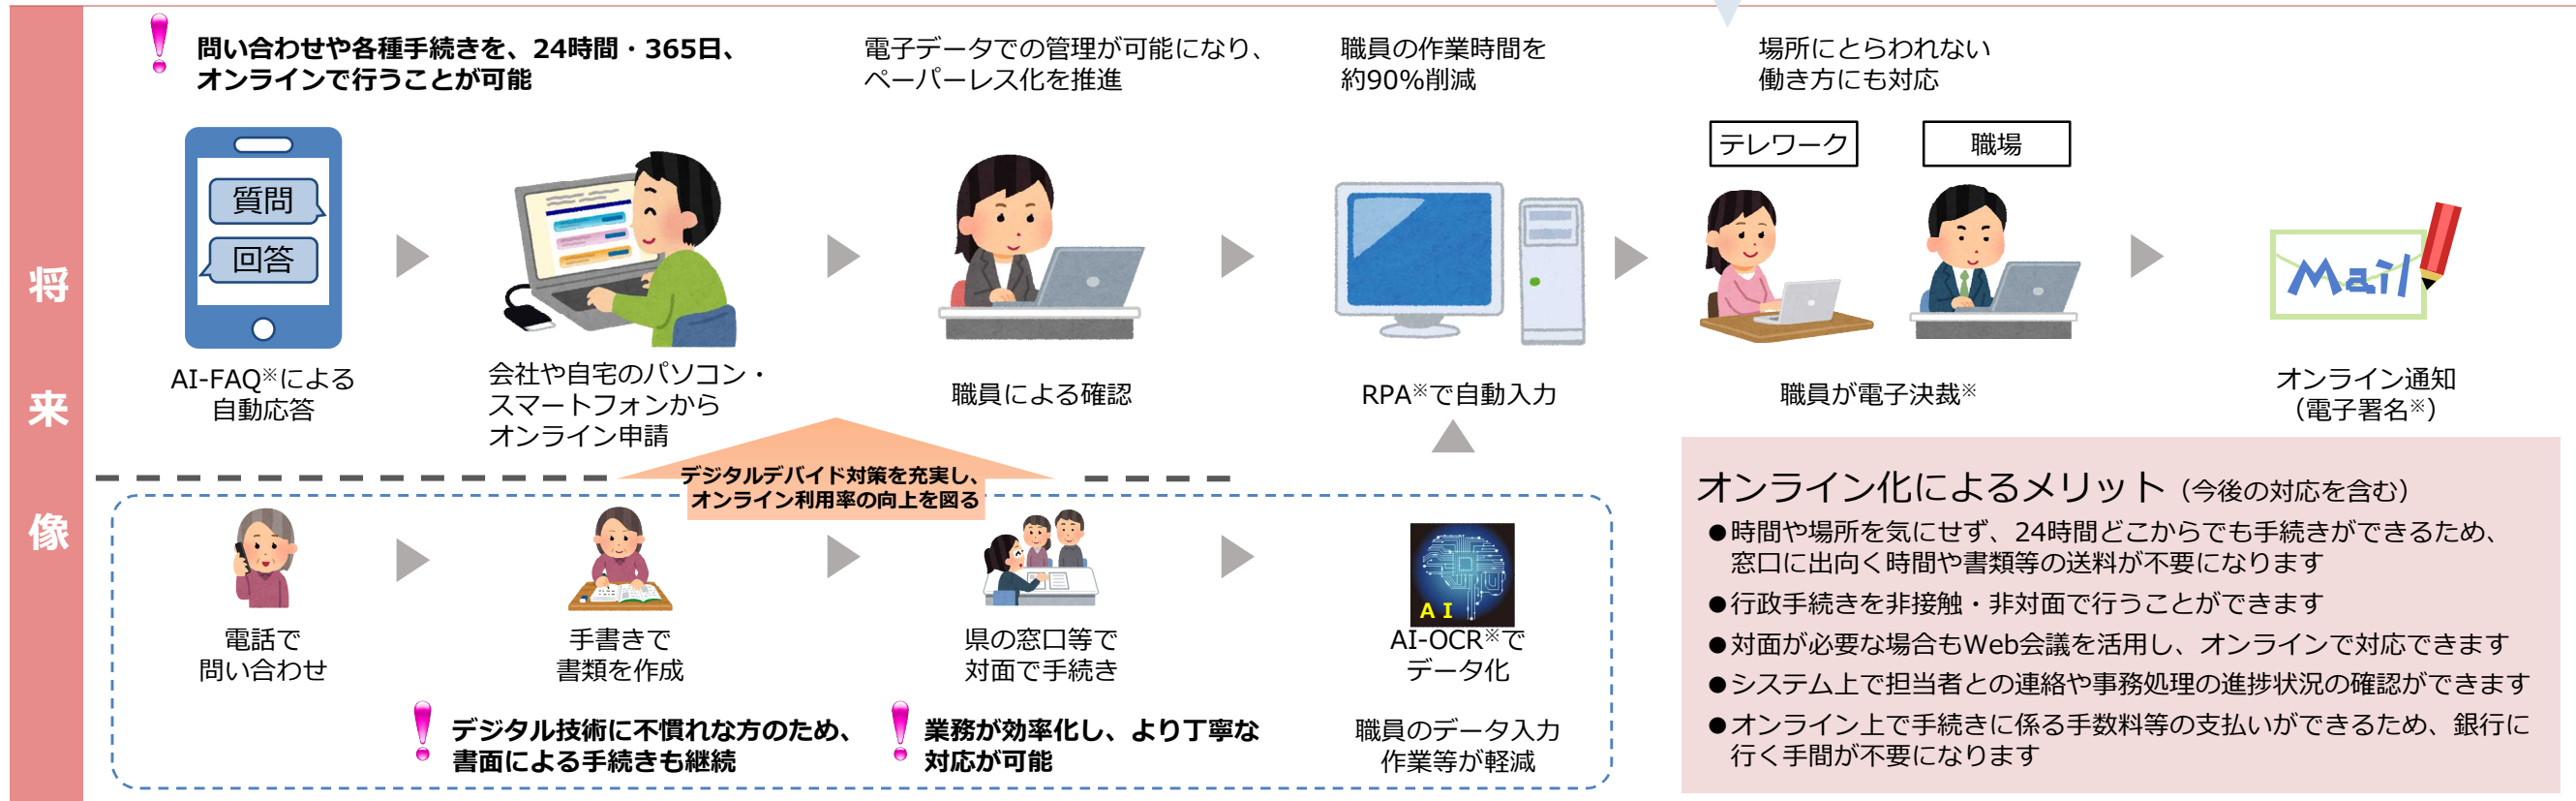 将来像
問い合わせや各種手続きを、24時間・365日、
オンラインで行うことが可能
電子データでの管理が可能になり、
ペーパーレス化を推進
職員の作業時間を
約90%削減
場所にとらわれない
働き方にも対応
質問
回答
テレワーク
職場
Mail
AI-FAQ※による
自動応答
会社や自宅のパソコン・
スマートフォンから
オンライン申請
職員による確認
RPA※で自動入力
職員が電子決裁※
オンライン通知
（電子署名※）
デジタルデバイド対策を充実し、
オンライン利用率の向上を図る
AI
電話で
問い合わせ
手書きで
書類を作成
県の窓口等で
対面で手続き
AI-OCR※で
データ化
デジタル技術に不慣れな方のため、
書面による手続きも継続
業務が効率化し、より丁寧な
対応が可能
職員のデータ入力
作業等が軽減
オンライン化によるメリット（今後の対応を含む）
●時間や場所を気にせず、24時間どこからでも手続きができるため、
窓口に出向く時間や書類等の送料が不要になります
●行政手続きを非接触・非対面で行うことができます
●対面が必要な場合もWeb会議を活用し、オンラインで対応できます
●システム上で担当者との連絡や事務処理の進捗状況の確認ができます
●オンライン上で手続きに係る手数料等の支払いができるため、銀行に
行く手間が不要になります